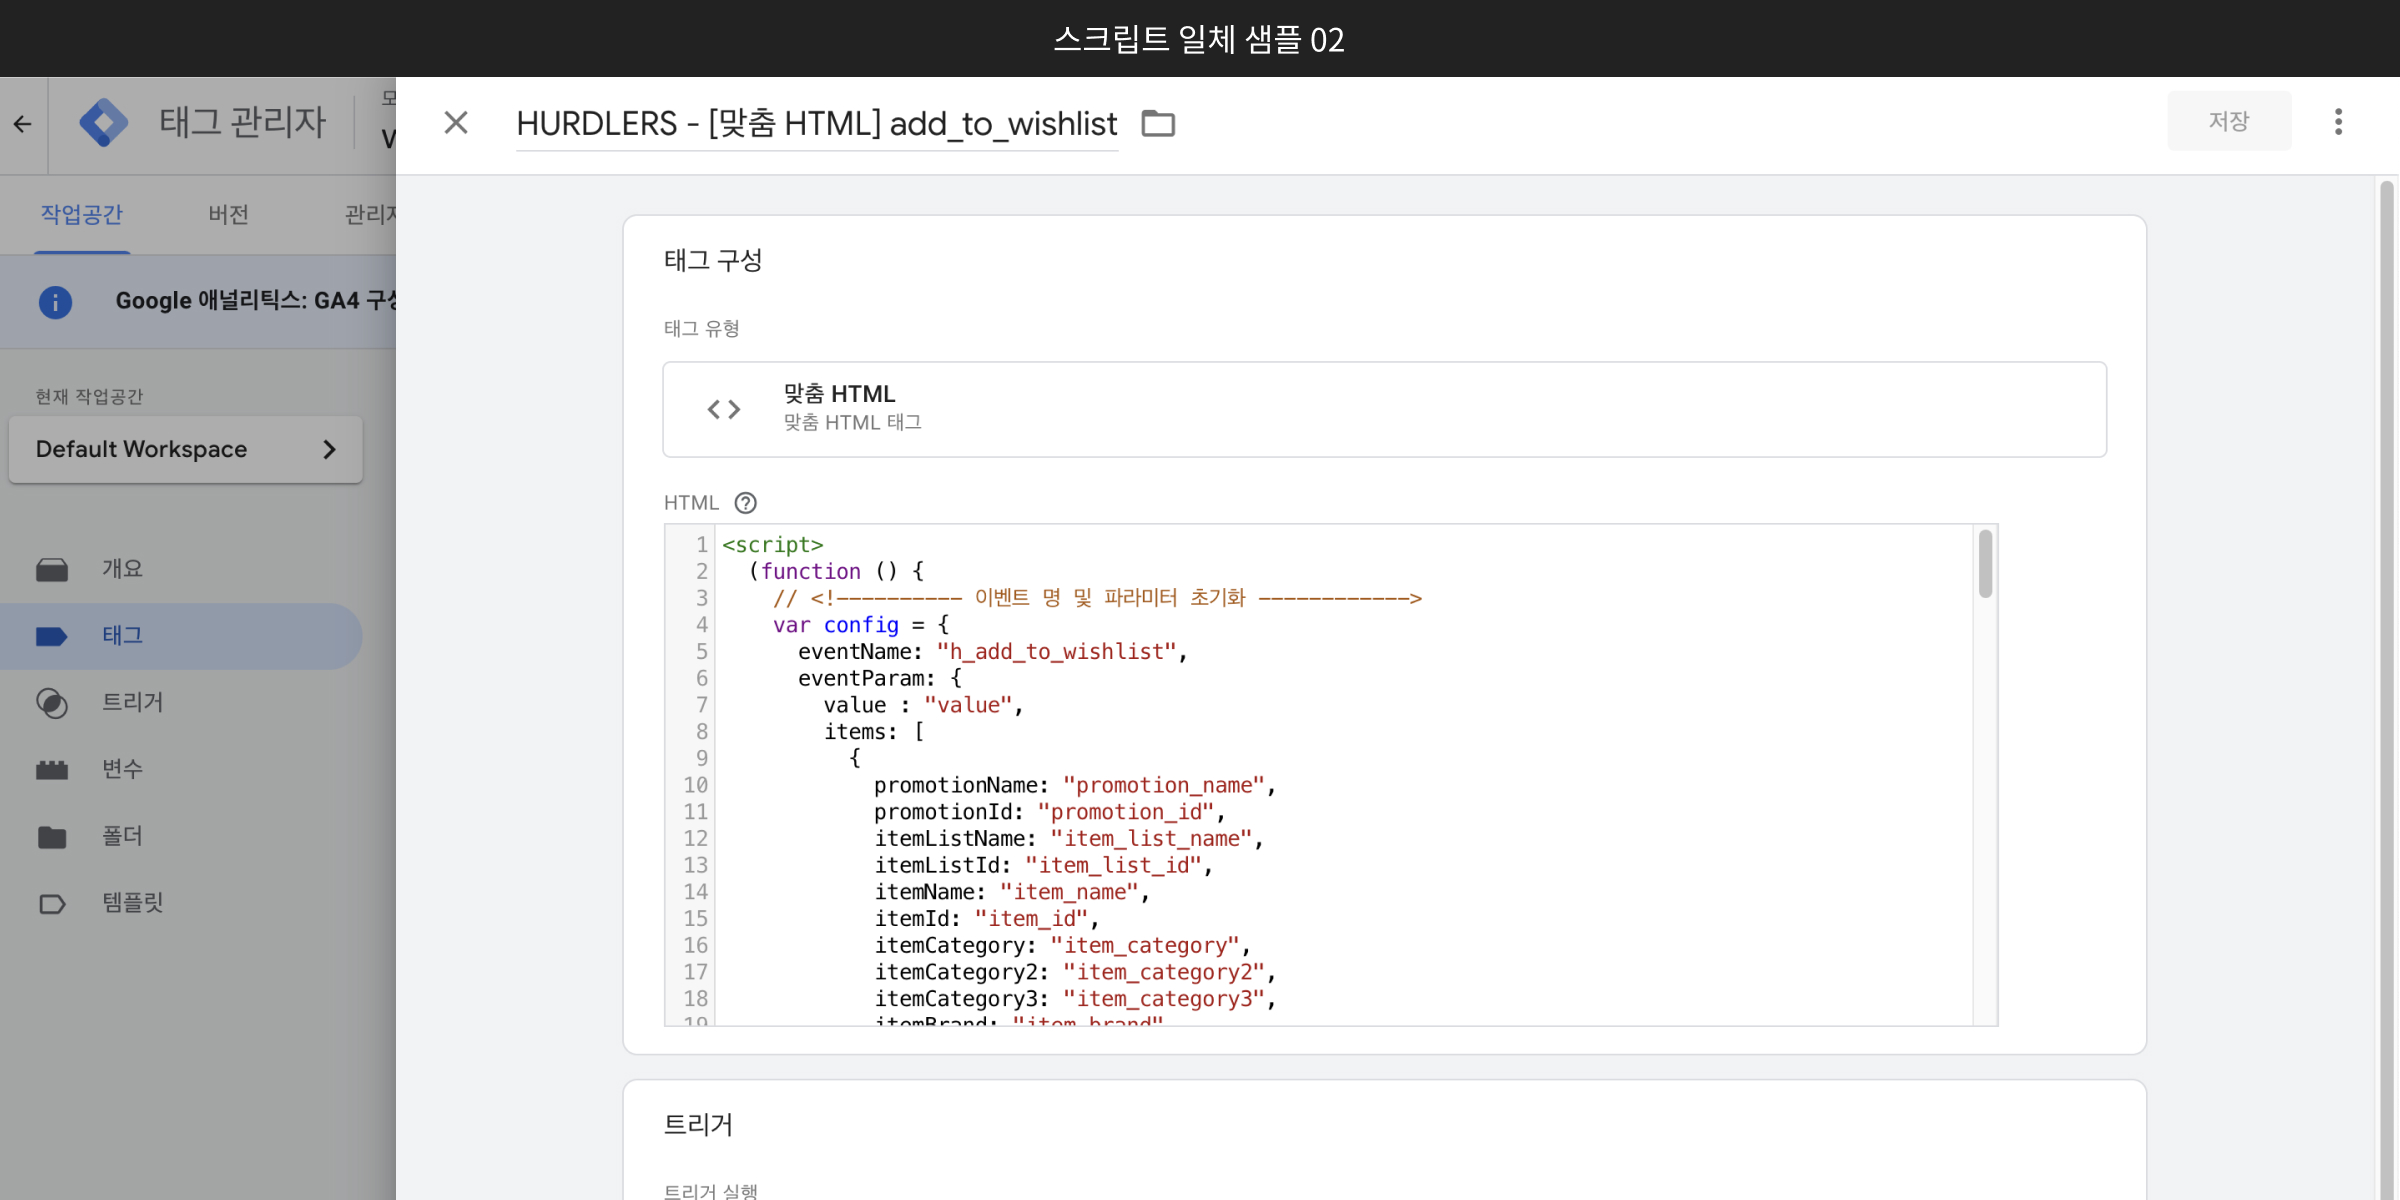 스크립트 일체 샘플 02
태그 관리자
HURDLERS - [맞춤 HTML] add_to_wishlist
저장
작업공간
버전
Google 애널리틱스: GA4
현재 작업공간
Default Workspace
개요
태그
트리거
변수
폴더
템플릿
태그 구성
태그 유형
맞춤 HTML
맞춤 HTML 태그
HTML
1 <script>
2 (function () {
3 // <!---------- 이벤트 명 및 파라미터 초기화 ------------>
4 var config = {
5 eventName: "h_add_to_wishlist",
6 eventParam: {
7 value : "value",
8 items: [
9 {
10 promotionName: "promotion_name",
11 promotionId: "promotion_id",
12 itemListName: "item_list_name",
13 itemListId: "item_list_id",
14 itemName: "item_name",
15 itemId: "item_id",
16 itemCategory: "item_category",
17 itemCategory2: "item_category2",
18 itemCategory3: "item_category3",
19 itemBrand: "item_brand"
트리거
트리거 실행